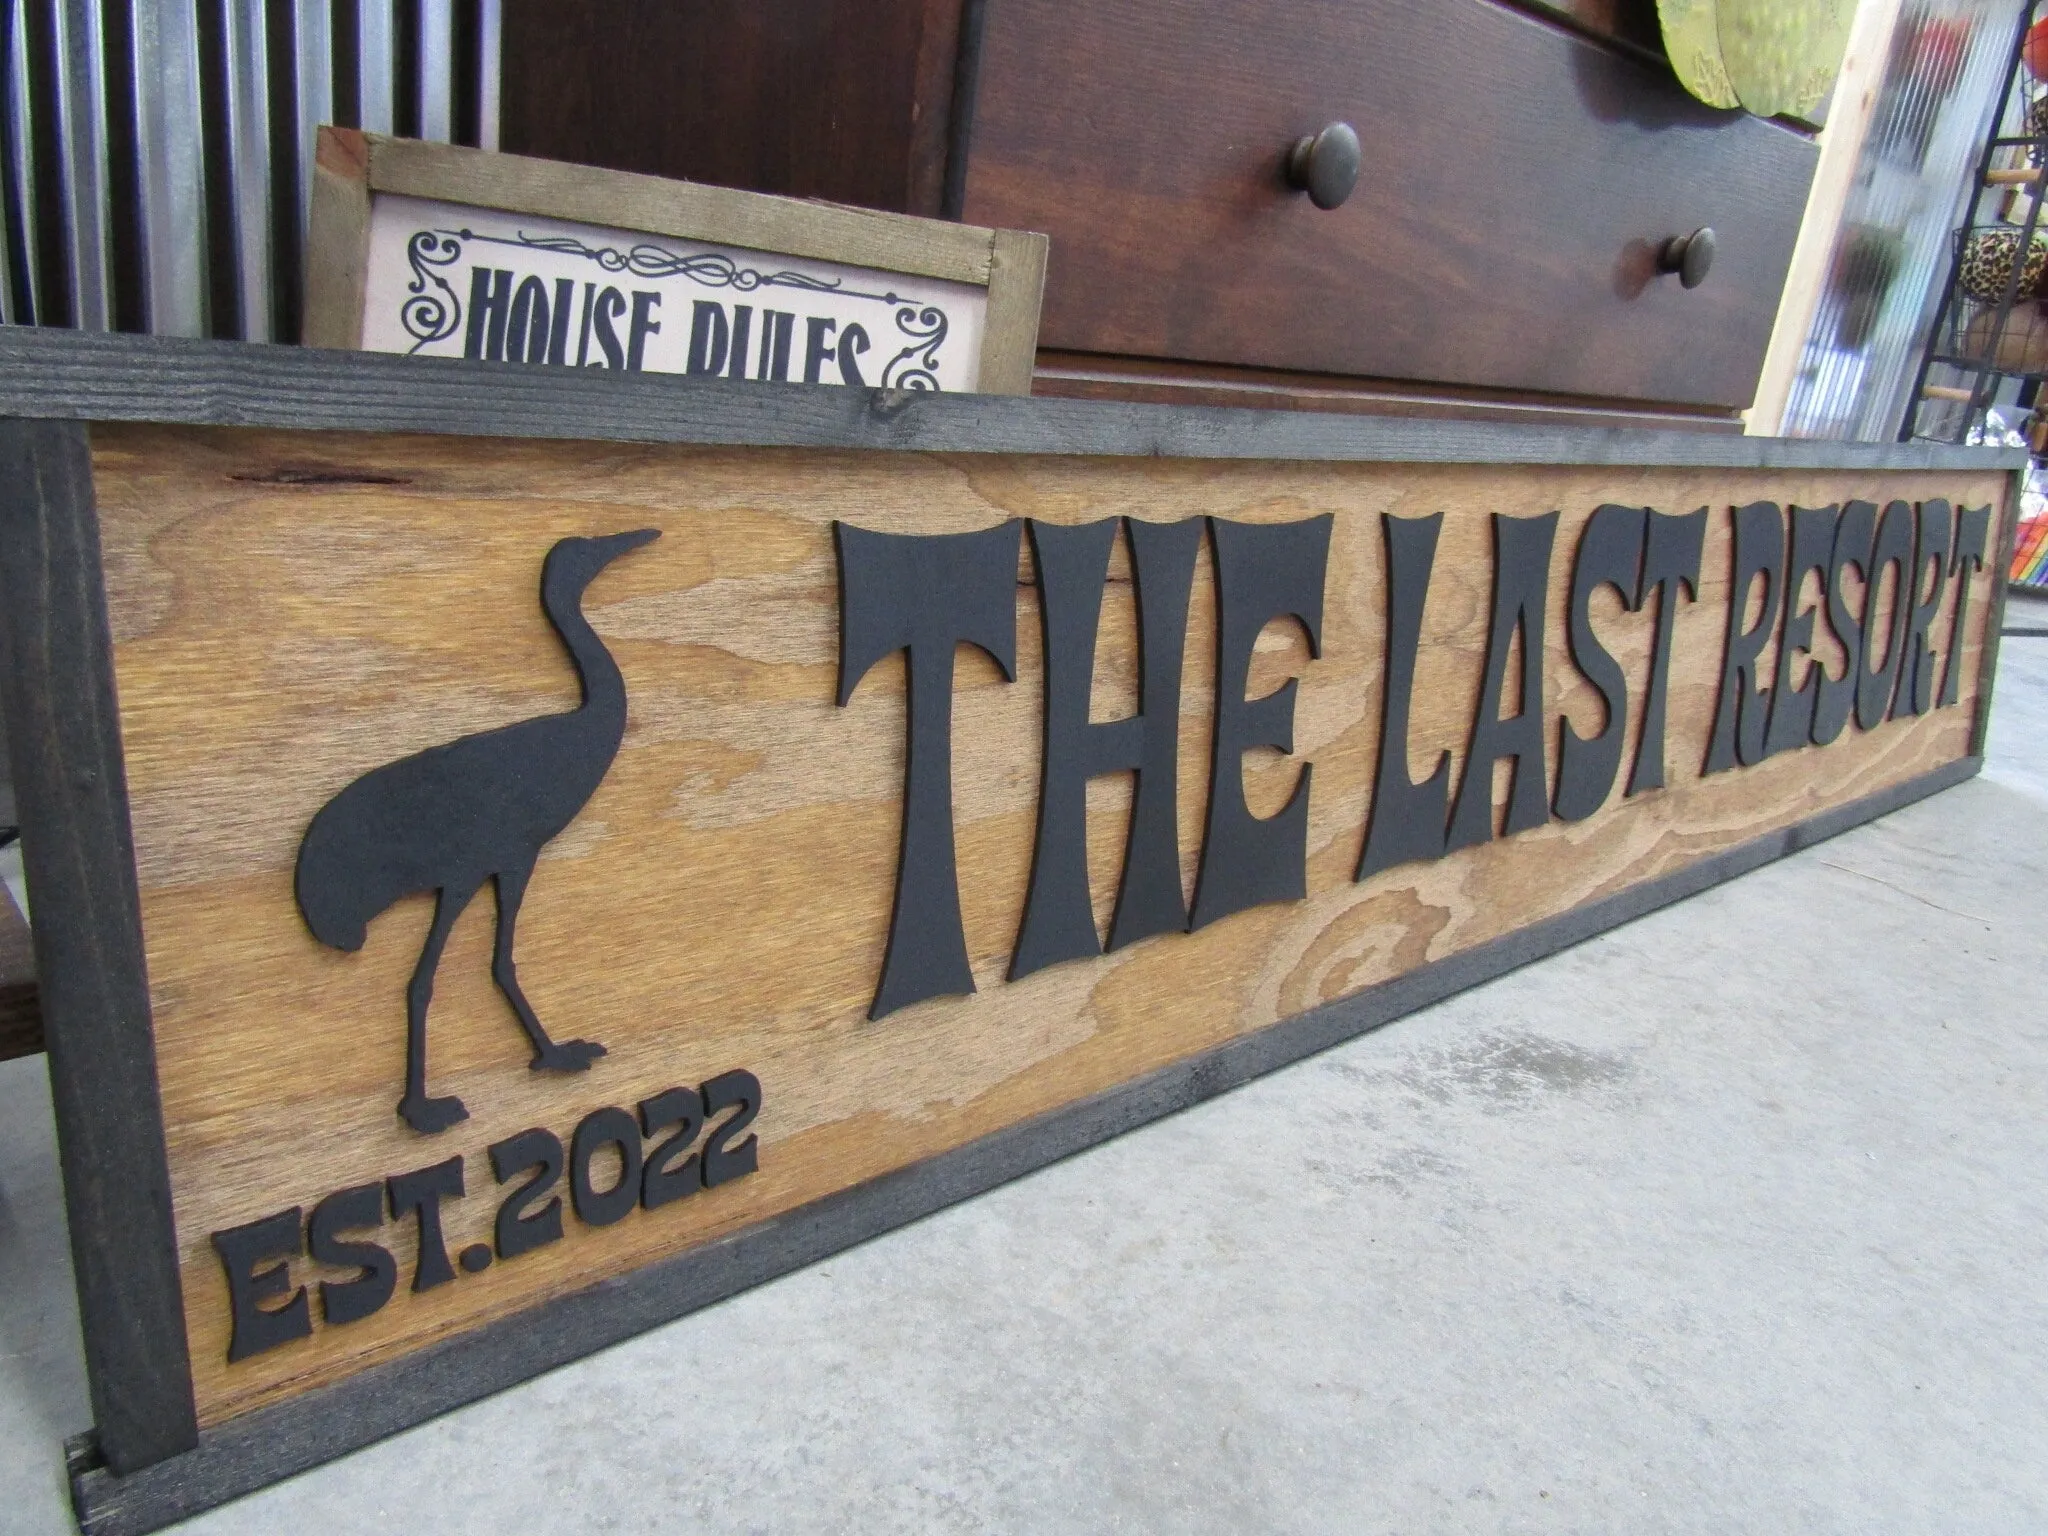 HOUSE RULES
THE LAST RESORT
EST.2022